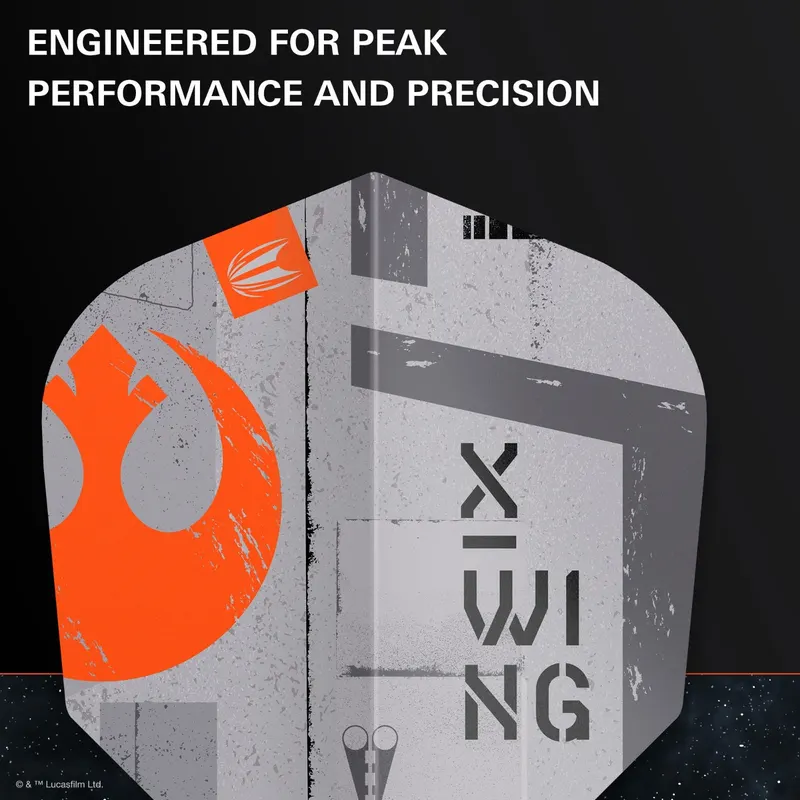 ENGINEERED FOR PEAK
PERFORMANCE AND PRECISION
X
-
WI
NG
© & ™ Lucasfilm Ltd.